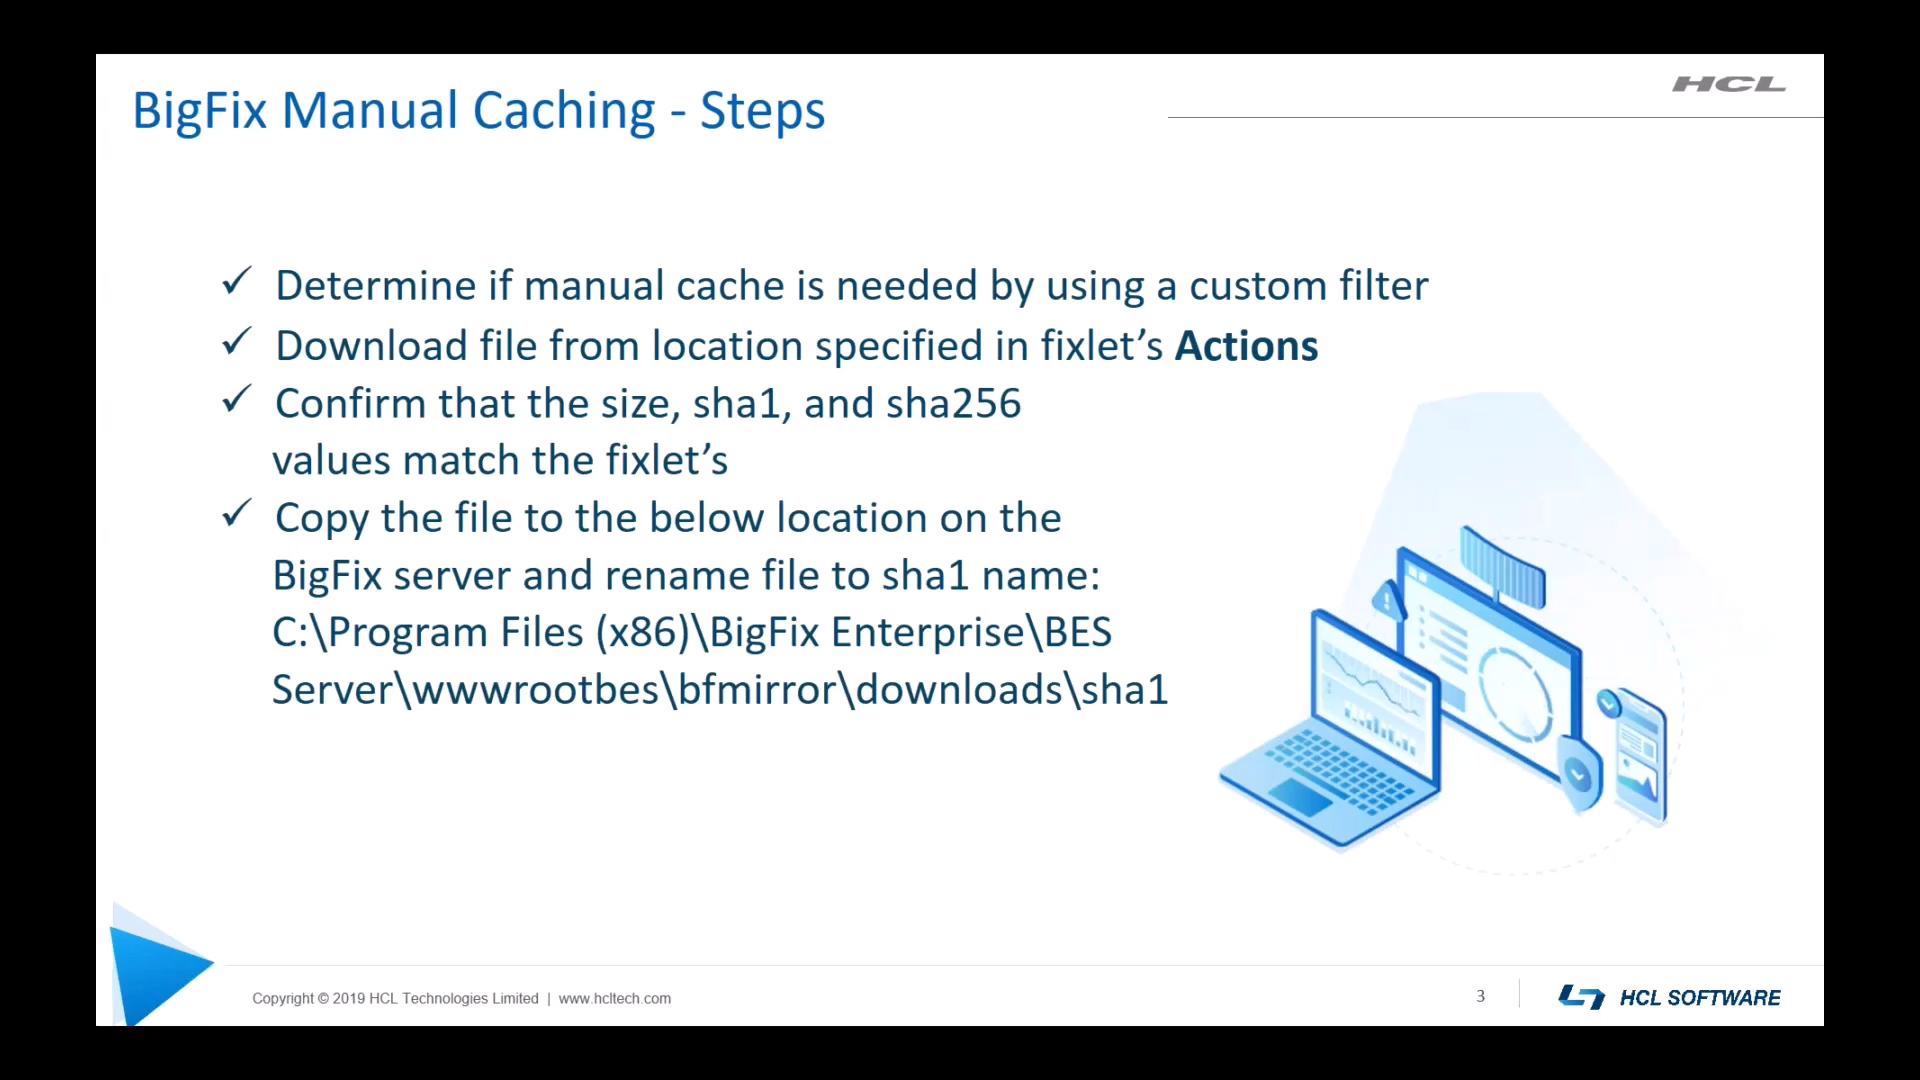 HCL
BigFix Manual Caching - Steps
✓ Determine if manual cache is needed by using a custom filter
✓ Download file from location specified in fixlet’s Actions
✓ Confirm that the size, sha1, and sha256
values match the fixlet’s
✓ Copy the file to the below location on the
BigFix server and rename file to sha1 name:
C:\Program Files (x86)\BigFix Enterprise\BES
Server\wwwrootbes\bfmirror\downloads\sha1
Copyright © 2019 HCL Technologies Limited | www.hcltech.com
3
HCL SOFTWARE